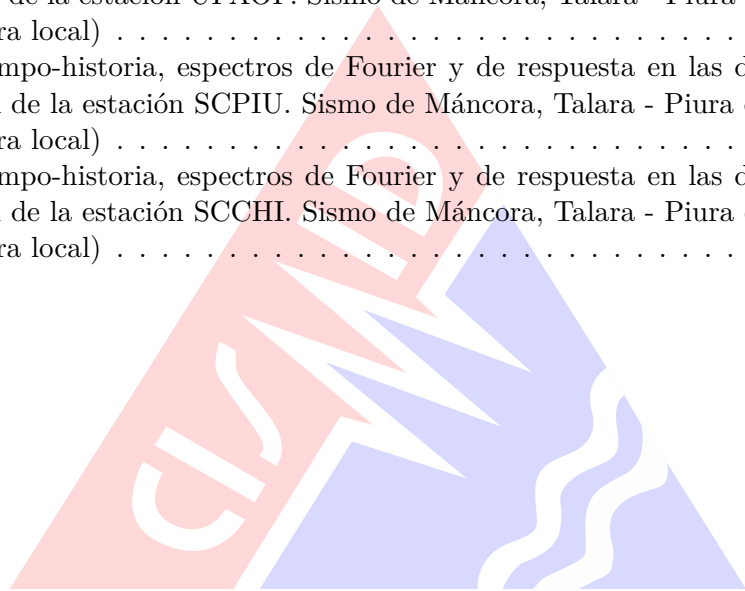 de la estación UPAOP. Sismo de Máncora, Talara - Piura
ra local) . . . . . . . . . . . . . . . . . . . . . . . . . . . .
mpo-historia, espectros de Fourier y de respuesta en las d
de la estación SCPIU. Sismo de Máncora, Talara - Piura
ra local) . . . . . . . . . . . . . . . . . . . . . . . . . . . .
mpo-historia, espectros de Fourier y de respuesta en las d
de la estación SCCHI. Sismo de Máncora, Talara - Piura
ra local) . . . . . . . . . . . . . . . . . . . . . . . . . . . .
CISMID